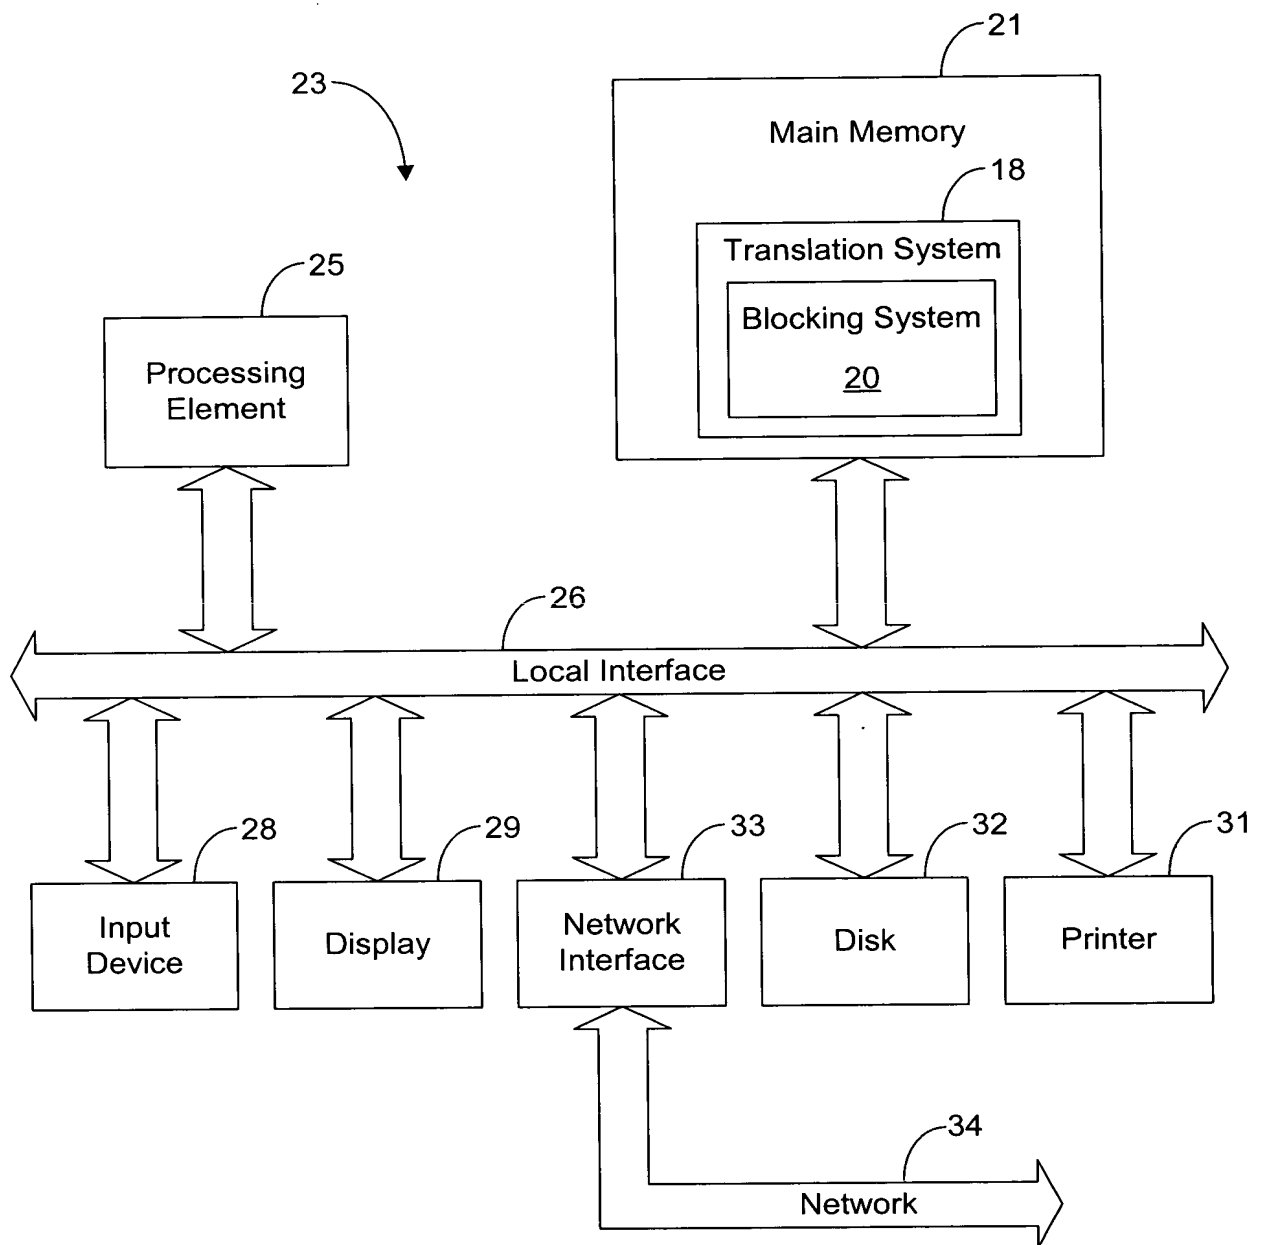 21
23
Main Memory
18
Translation System
25
Blocking System
20
Processing
Element
26
Local Interface
28
29
33
32
31
Input
Device
Display
Network
Interface
Disk
Printer
34
Network